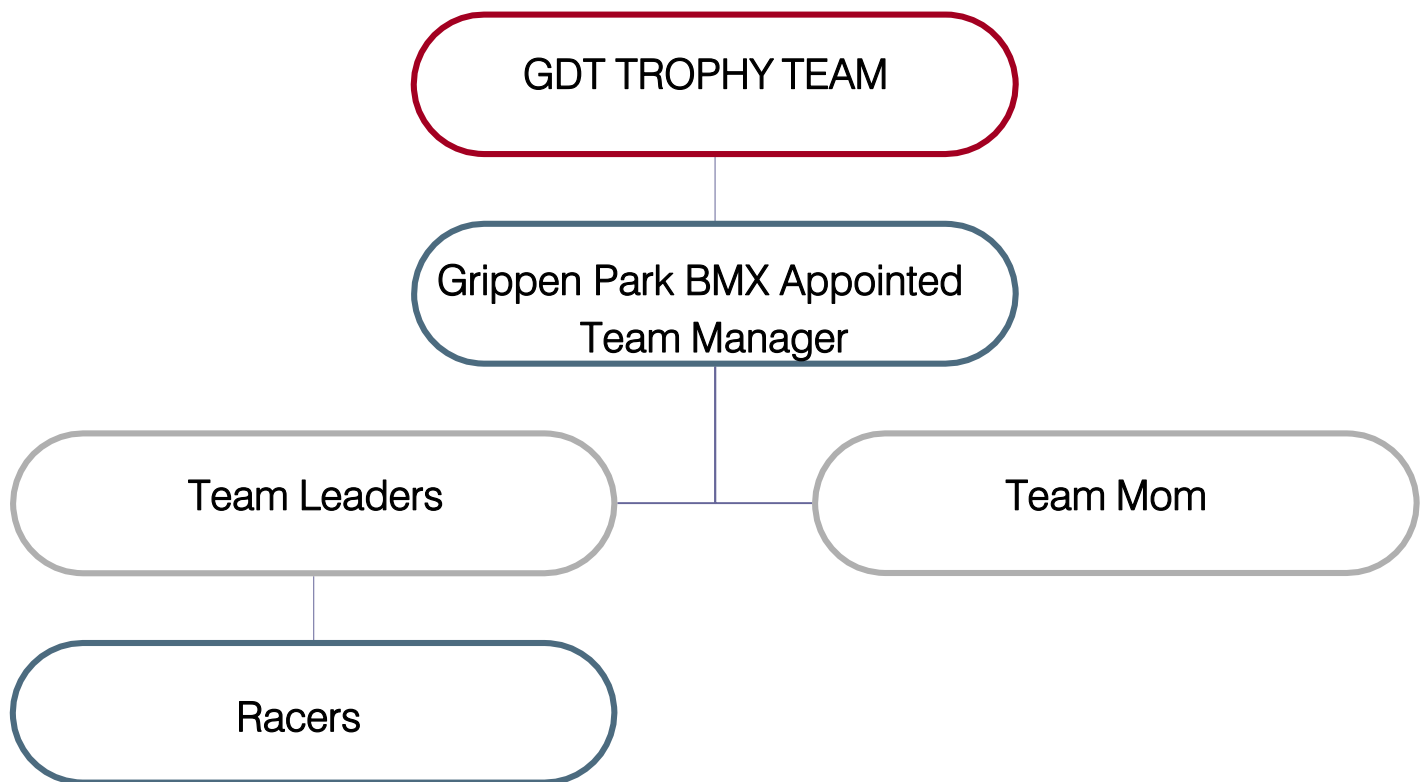 GDT TROPHY TEAM
Grippen Park BMX Appointed
Team Manager
Team Leaders
Team Mom
Racers